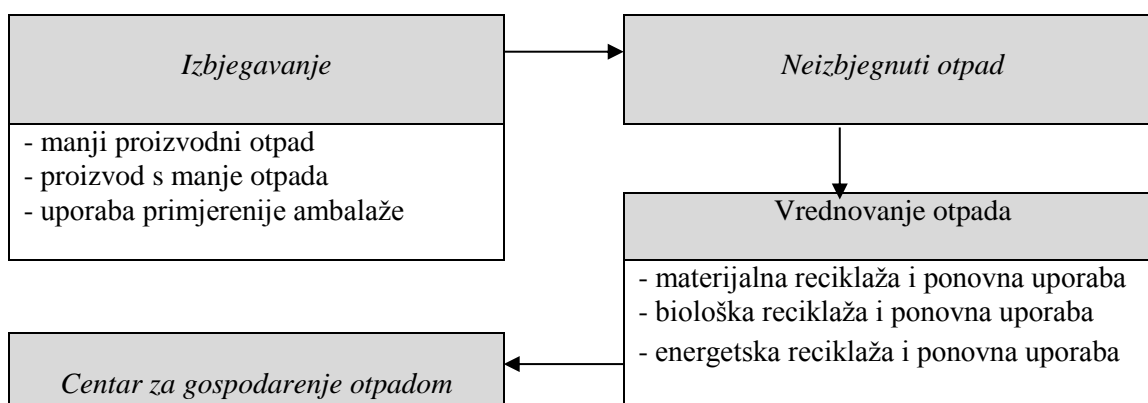 Izbjegavanje
- manji proizvodni otpad
- proizvod s manje otpada
- uporaba primjerenije ambalaže
Neizbjegnuti otpad
Vrednovanje otpada
- materijalna reciklaža i ponovna uporaba
- biološka reciklaža i ponovna uporaba
- energetska reciklaža i ponovna uporaba
Centar za gospodarenje otpadom